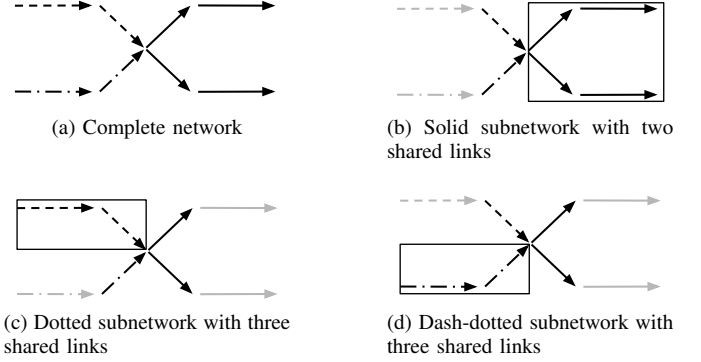 (a) Complete network
(b) Solid subnetwork with two
shared links
(c) Dotted subnetwork with three
shared links
(d) Dash-dotted subnetwork with
three shared links